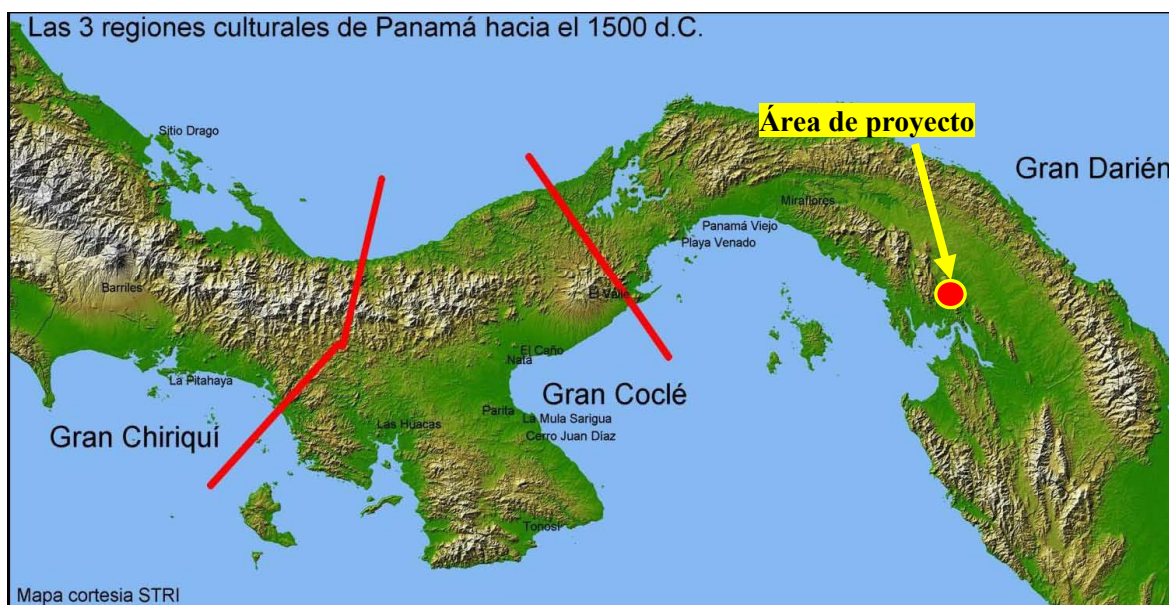 Las 3 regiones culturales de Panamá hacia el 1500 d.C.
Área de proyecto
Sitio Drago
Gran Darién
Miraflores
Panamá Viejo
Playa Venado
Barriles
El Valle
El Caño
Natá
La Pitahaya
Gran Coclé
Parita
La Mula Sarigua
Las Huacas
Cerro Juan Díaz
Gran Chiriquí
Tonosí
Mapa cortesia STRI